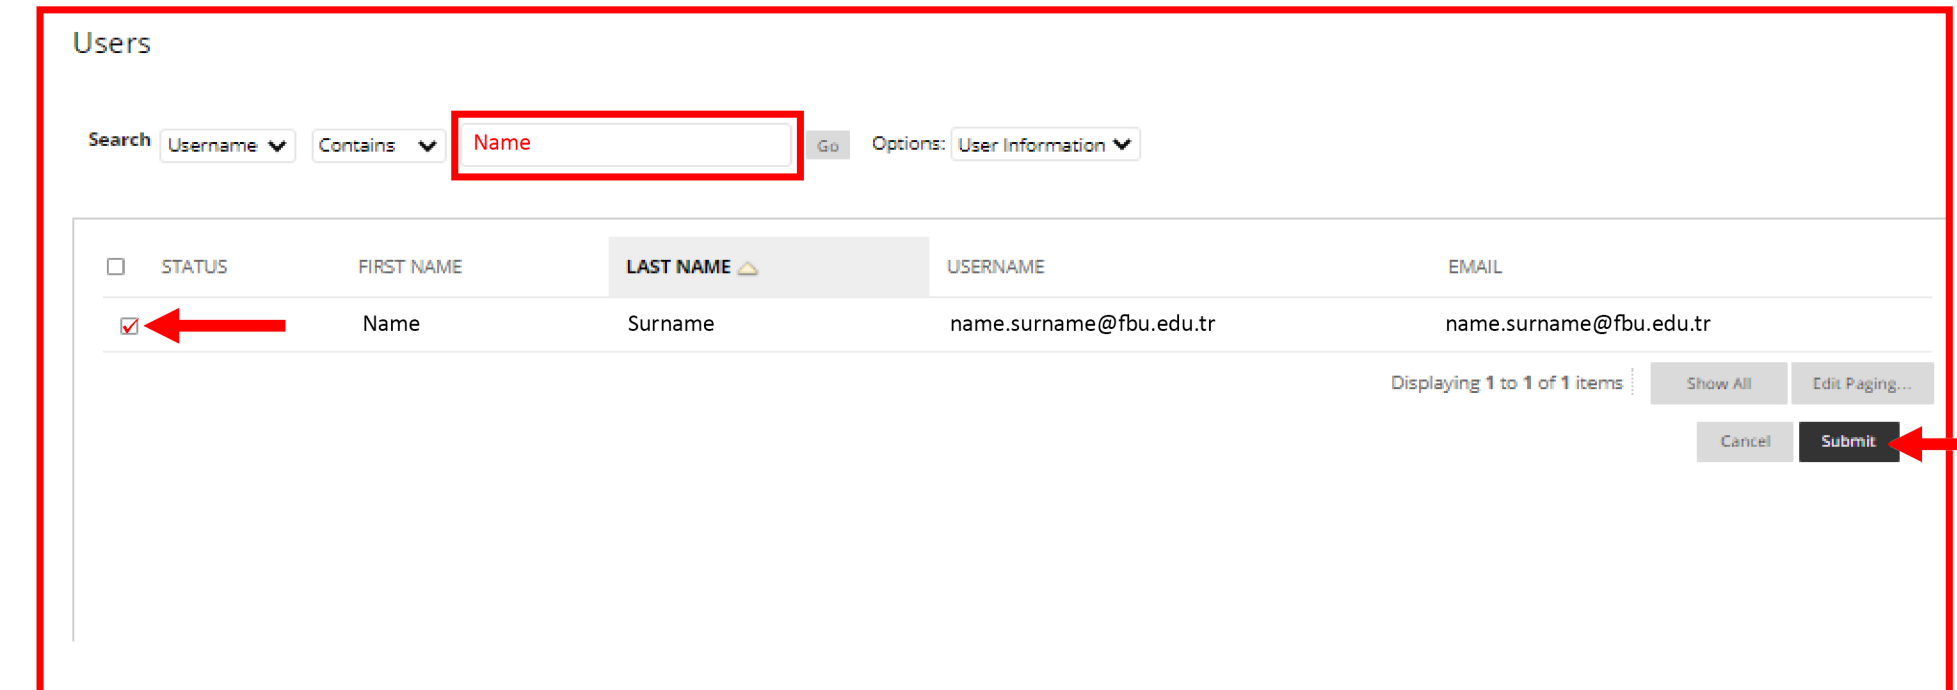 Users
Search Username Contains Name Go Options: User Information
STATUS FIRST NAME LAST NAME USERNAME EMAIL
Name Surname name.surname@fbu.edu.tr name.surname@fbu.edu.tr
Displaying 1 to 1 of 1 items Show All Edit Paging...
Cancel Submit